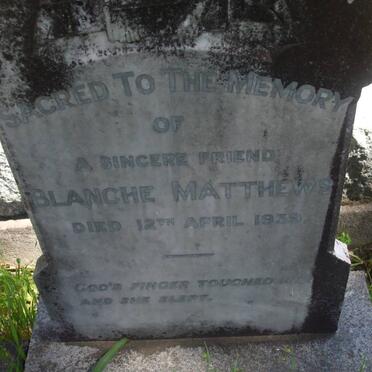 SACRED TO THE MEMORY
OF
A SINCERE FRIEND
BLANCHE MATTHEWS
DIED 12TH APRIL 1939.
GOD'S FINGER TOUCHED
AND SHE SLEPT.